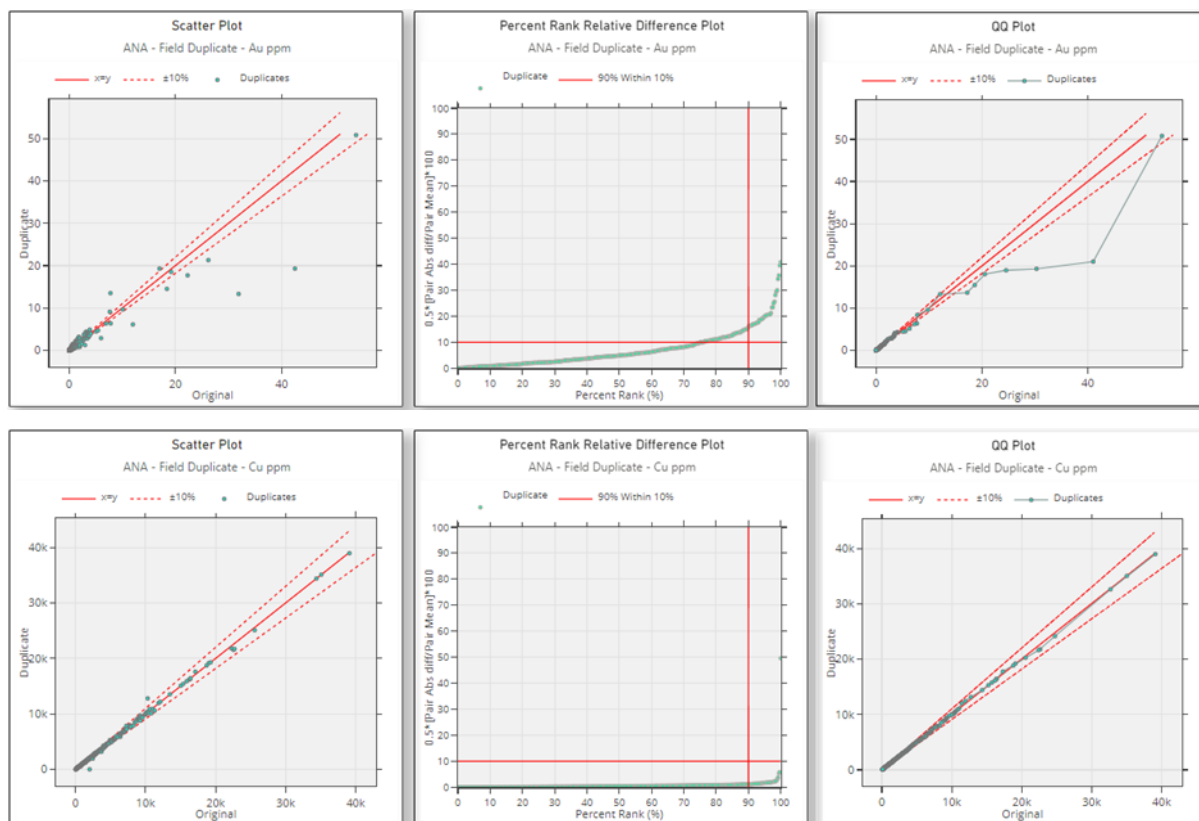 Scatter Plot
ANA - Field Duplicate - Au ppm
x=y ±10% Duplicates
50
40
30
20
10
0
Duplicate
0 20 40
Original
Percent Rank Relative Difference Plot
ANA - Field Duplicate - Au ppm
Duplicate 90% Within 10%
100
90
80
70
60
50
40
30
20
10
0
0.5*[Pair Abs diff/Pair Mean]*100
0 10 20 30 40 50 60 70 80 90 100
Percent Rank (%)
QQ Plot
ANA - Field Duplicate - Au ppm
x=y ±10% Duplicates
50
40
30
20
10
0
Duplicate
0 20 40
Original
Scatter Plot
ANA - Field Duplicate - Cu ppm
x=y ±10% Duplicates
40k
30k
20k
10k
0
Duplicate
0 10k 20k 30k 40k
Original
Percent Rank Relative Difference Plot
ANA - Field Duplicate - Cu ppm
Duplicate 90% Within 10%
100
90
80
70
60
50
40
30
20
10
0
0.5*[Pair Abs diff/Pair Mean]*100
0 10 20 30 40 50 60 70 80 90 100
Percent Rank (%)
QQ Plot
ANA - Field Duplicate - Cu ppm
x=y ±10% Duplicates
40k
30k
20k
10k
0
Duplicate
0 10k 20k 30k 40k
Original